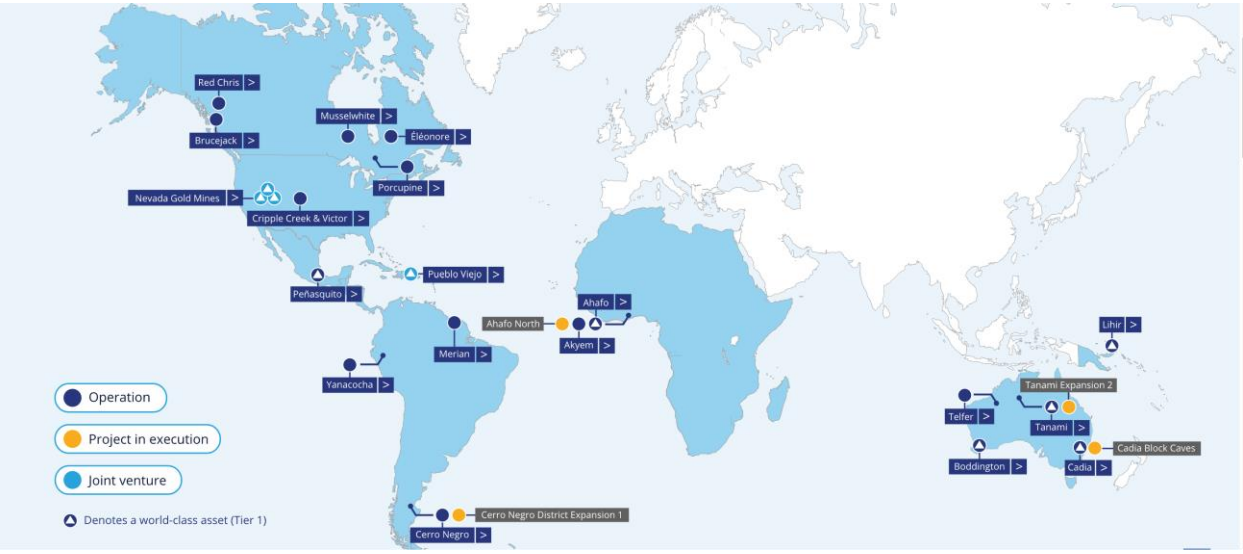 Red Chris >
Musselwhite >
Brucejack >
Éléonore >
Porcupine >
Nevada Gold Mines >
Cripple Creek & Victor >
Pueblo Viejo >
Peñasquito >
Ahafo >
Ahafo North
Lihir >
Akyem >
Merian >
Yanacocha >
Tanami Expansion 2
Operation
Telfer >
Tanami >
Project in execution
Cadia Block Caves
Boddington >
Cadia >
Joint venture
Denotes a world-class asset (Tier 1)
Cerro Negro District Expansion 1
Cerro Negro >